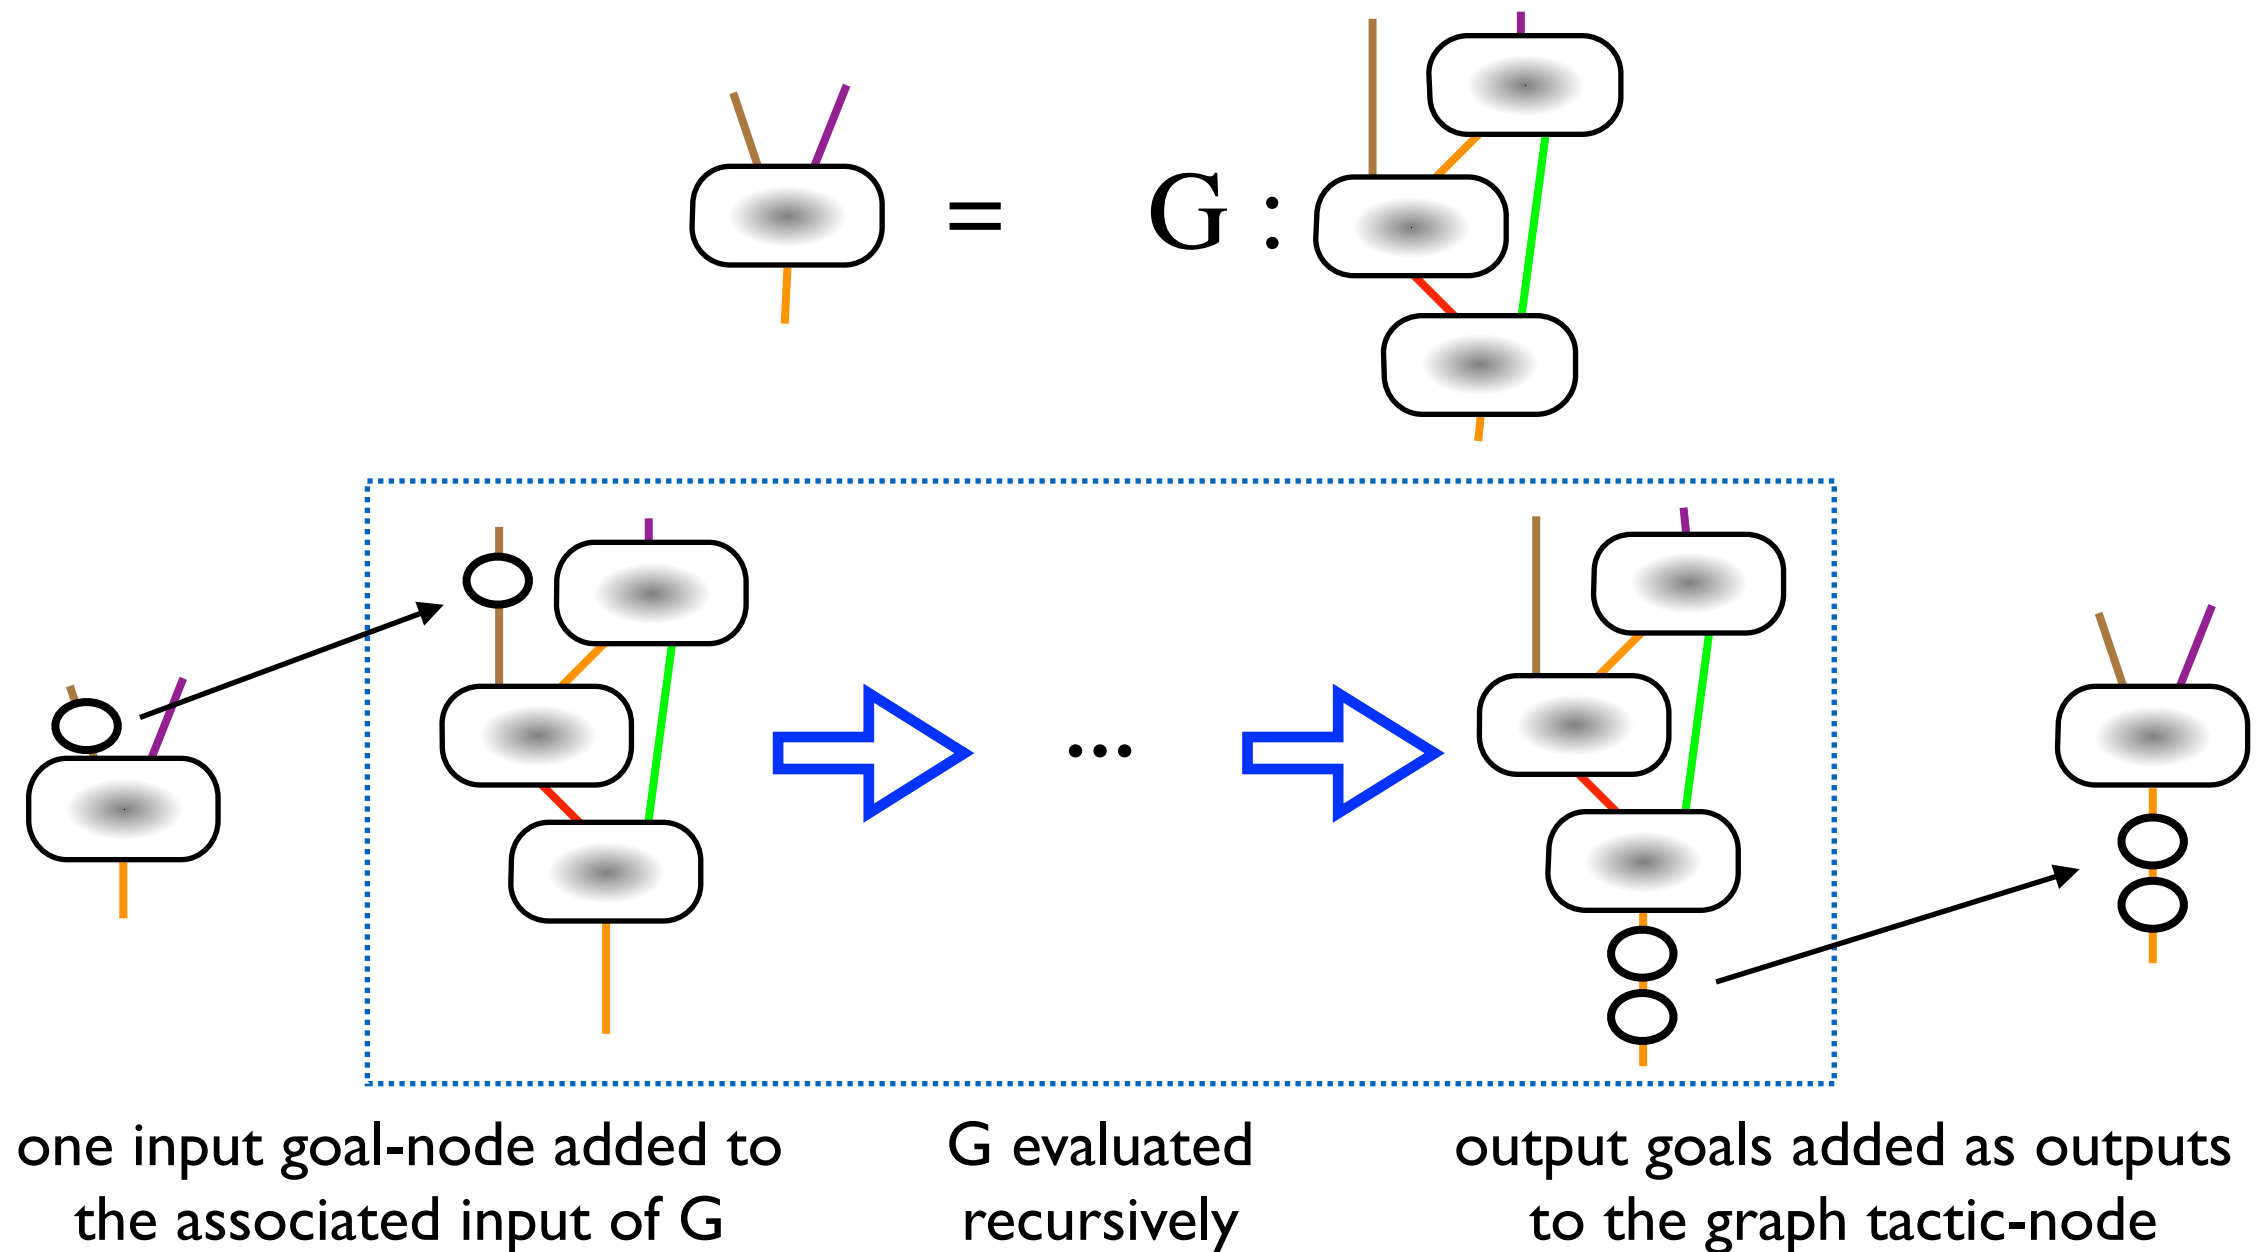 = G :
...
one input goal-node added to
the associated input of G
G evaluated
recursively
output goals added as outputs
to the graph tactic-node